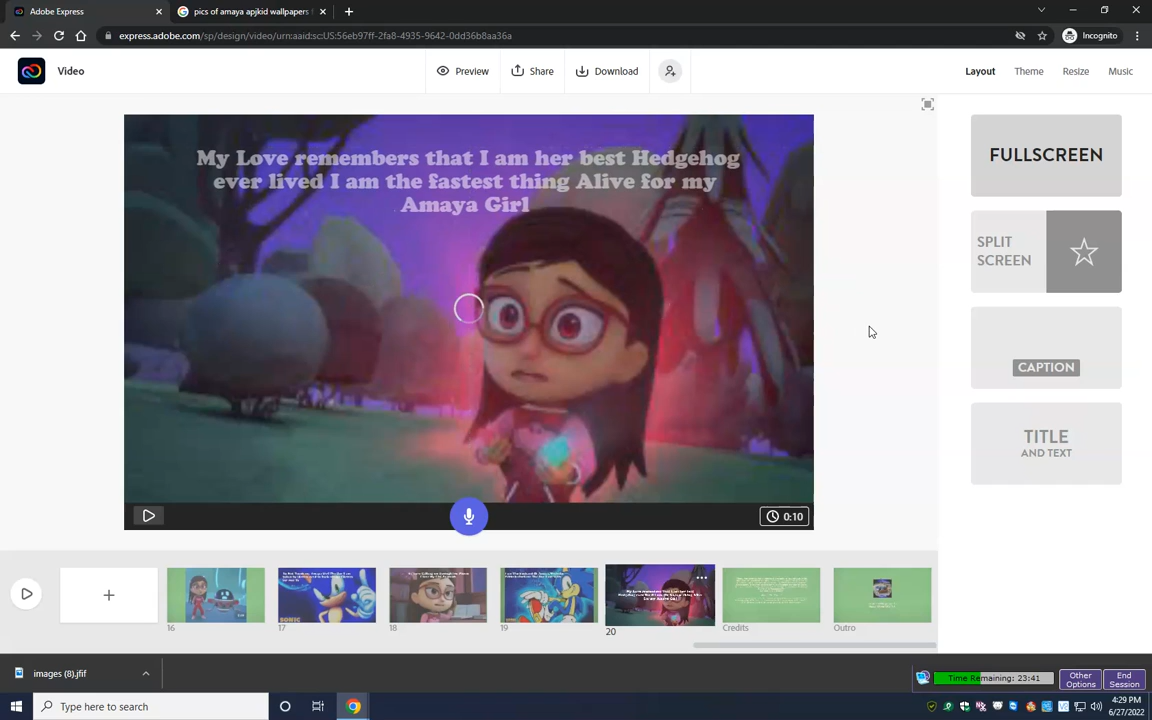 Adobe Express
pics of amaya apjkid wallpapers
express.adobe.com/sp/design/video/urn:aaid:sc:US:56eb97ff-2fa8-4935-9642-0dd36b8aa36a
Incognito
Video
Preview
Share
Download
Layout
Theme
Resize
Music
My Love remembers that I am her best Hedgehog
ever lived I am the fastest thing Alive for my
Amaya Girl
FULLSCREEN
SPLIT
SCREEN
CAPTION
TITLE
AND TEXT
0:10
SONIC
16
17
18
19
20
Credits
Outro
images (8).jfif
Time Remaining: 23:41
Other
Options
End
Session
Type here to search
4:29 PM
6/27/2022